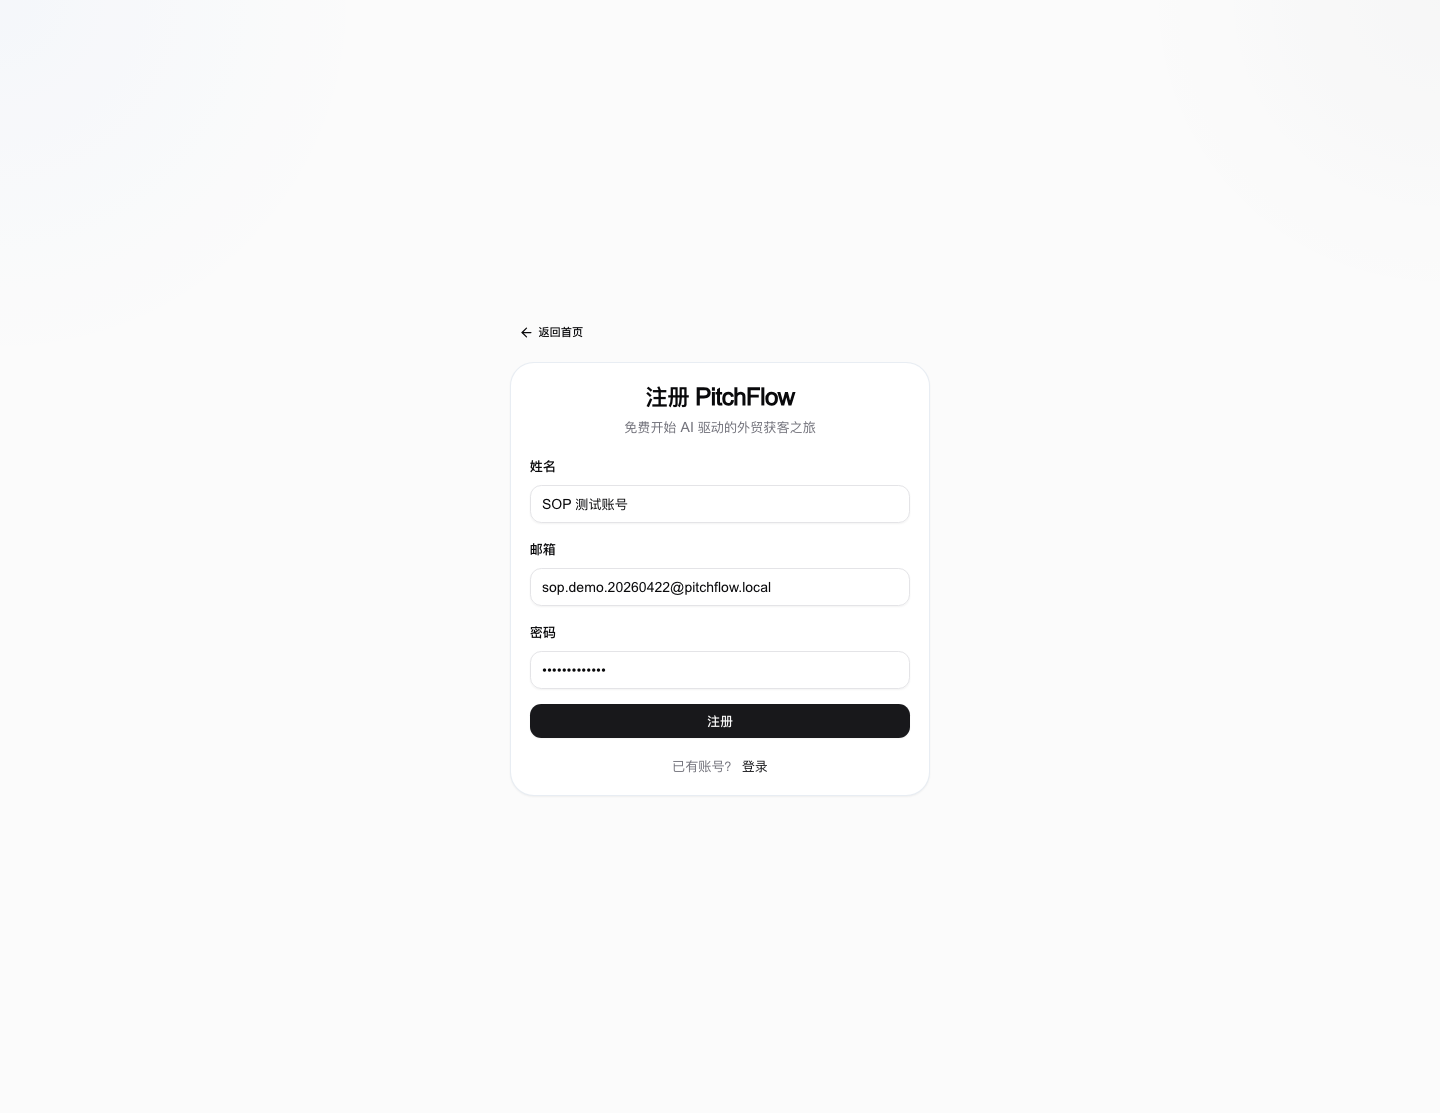 返回首页
注册 PitchFlow
免费开始 AI 驱动的外贸获客之旅
姓名
SOP 测试账号
邮箱
sop.demo.20260422@pitchflow.local
密码
•••••••••••••
注册
已有账号? 登录